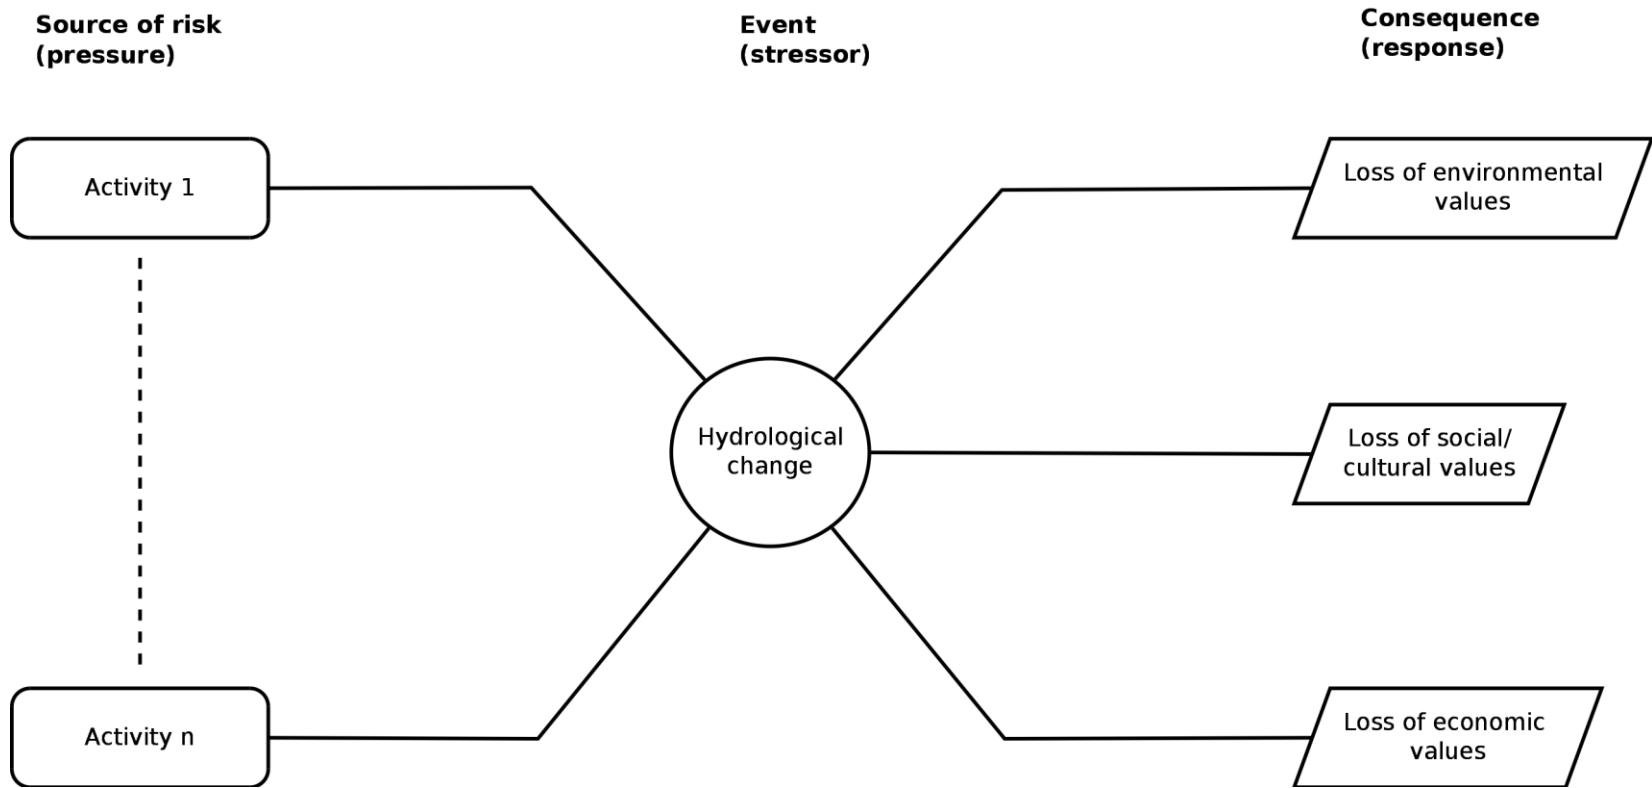 Source of risk
(pressure)
Event
(stressor)
Consequence
(response)
Activity 1
Loss of environmental
values
Hydrological
change
Loss of social/
cultural values
Activity n
Loss of economic
values